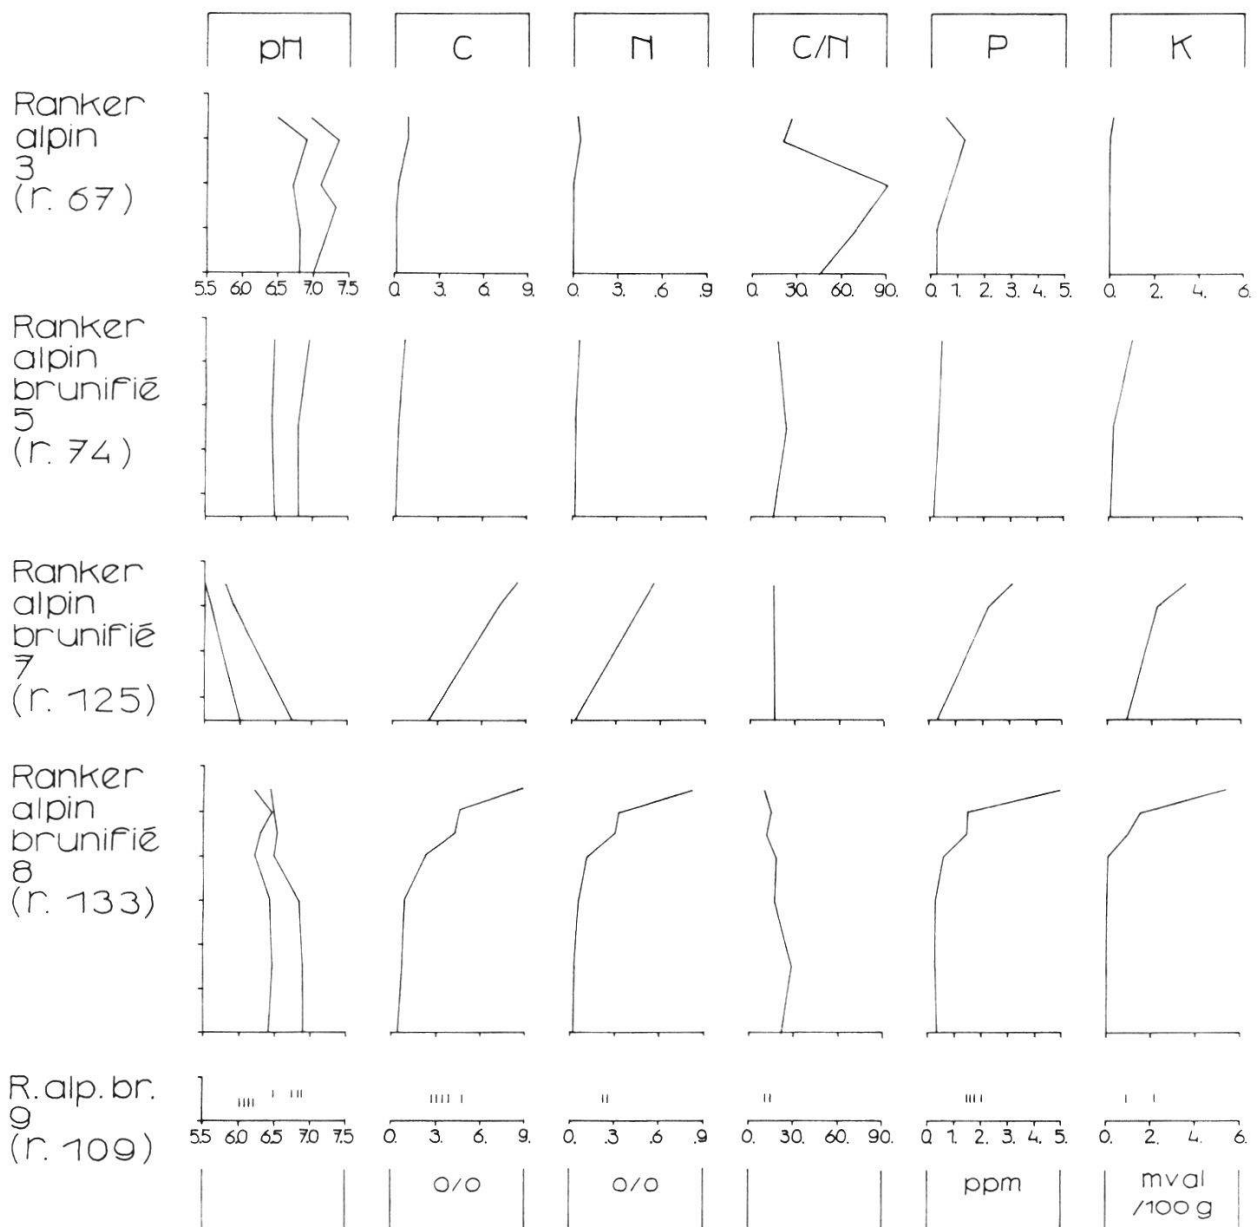 pH C N C/N P K
Ranker
alpin
3
(r. 67)
5.5 6.0 6.5 7.0 7.5 0. 3. 6. 9. 0. .3 .6 .9 0. 30. 60. 90. 0. 1. 2. 3. 4. 5. 0. 2. 4. 6.
Ranker
alpin
brunifié
5
(r. 74)
Ranker
alpin
brunifié
7
(r. 125)
Ranker
alpin
brunifié
8
(r. 133)
R. alp. br.
9
(r. 109)
5.5 6.0 6.5 7.0 7.5 0. 3. 6. 9. 0. .3 .6 .9 0. 30. 60. 90. 0. 1. 2. 3. 4. 5. 0. 2. 4. 6.
0/0 0/0 ppm mval
/100 g